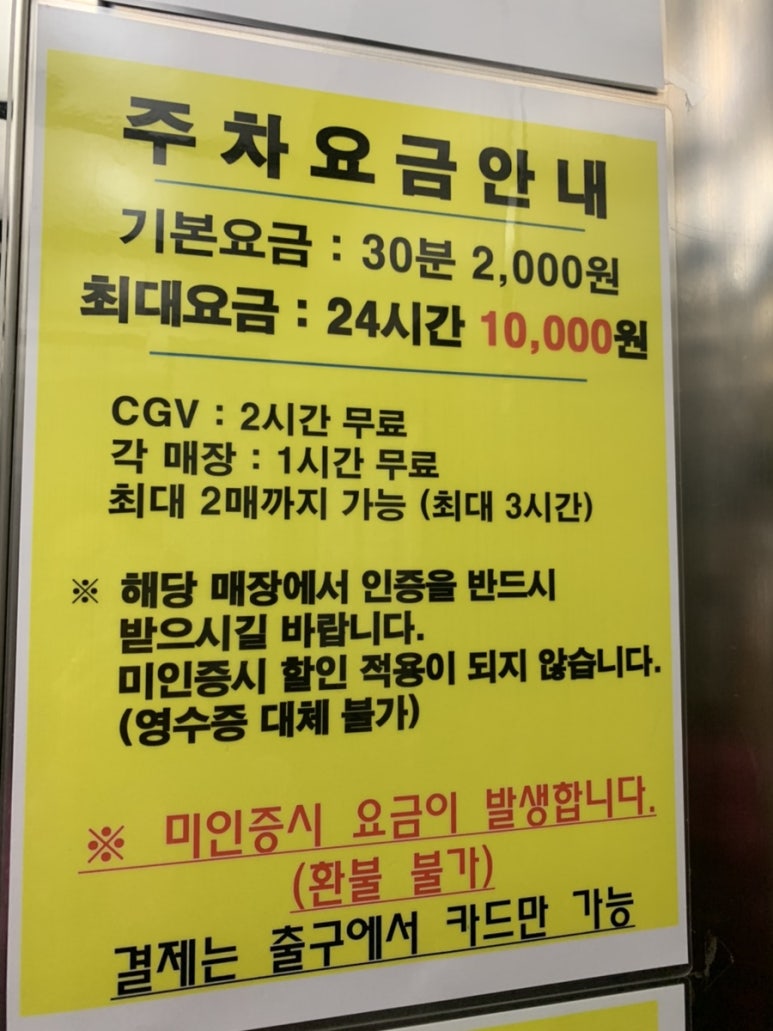 주차요금안내
기본요금 : 30분 2,000원
최대요금 : 24시간 10,000원
CGV : 2시간 무료
각 매장 : 1시간 무료
최대 2매까지 가능 (최대 3시간)
※ 해당 매장에서 인증을 반드시
받으시길 바랍니다.
미인증시 할인 적용이 되지 않습니다.
(영수증 대체 불가)
※ 미인증시 요금이 발생합니다.
(환불 불가)
결제는 출구에서 카드만 가능